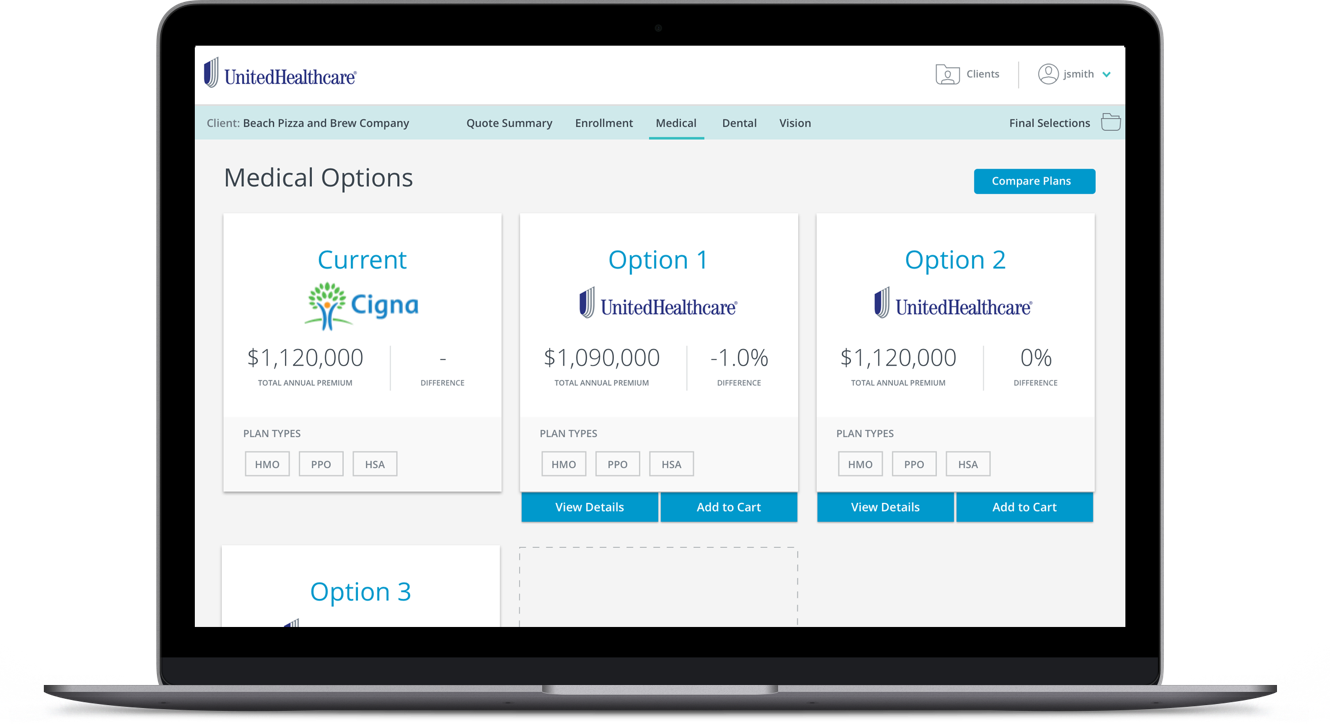 UnitedHealthcare®
Clients
jsmith
Client: Beach Pizza and Brew Company
Quote Summary
Enrollment
Medical
Dental
Vision
Final Selections
Medical Options
Compare Plans
Current
Cigna
$1,120,000
-
TOTAL ANNUAL PREMIUM
DIFFERENCE
PLAN TYPES
HMO
PPO
HSA
Option 1
UnitedHealthcare®
$1,090,000
-1.0%
TOTAL ANNUAL PREMIUM
DIFFERENCE
PLAN TYPES
HMO
PPO
HSA
View Details
Add to Cart
Option 2
UnitedHealthcare®
$1,120,000
0%
TOTAL ANNUAL PREMIUM
DIFFERENCE
PLAN TYPES
HMO
PPO
HSA
View Details
Add to Cart
Option 3